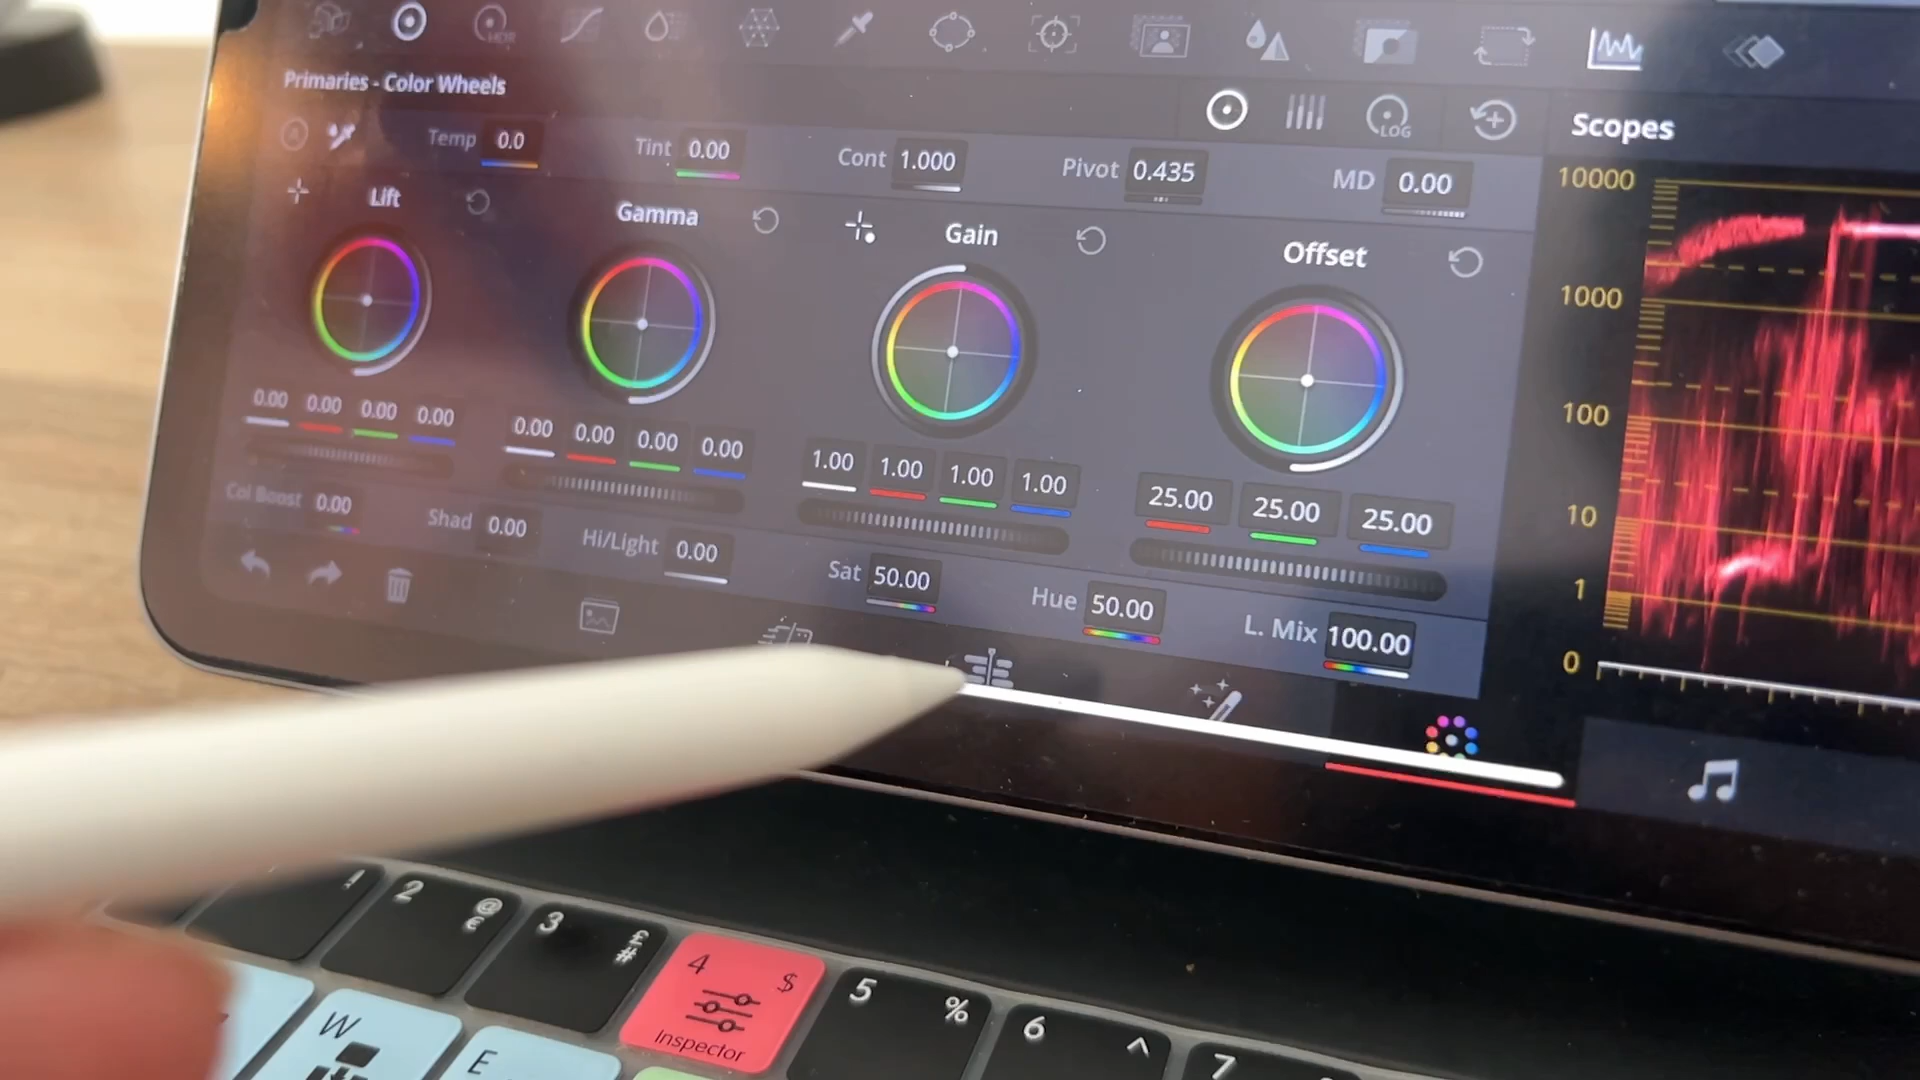 HDR
Primaries - Color Wheels
LOG
Scopes
Temp 0.0 Tint 0.00 Cont 1.000 Pivot 0.435 MD 0.00
Lift Gamma Gain Offset
0.00 0.00 0.00 0.00
0.00 0.00 0.00 0.00
1.00 1.00 1.00 1.00
25.00 25.00 25.00
Col Boost 0.00 Shad 0.00 Hi/Light 0.00 Sat 50.00 Hue 50.00 L. Mix 100.00
10000
1000
100
10
1
0
!
2 @ €
3 £ #
4 $
Inspector
5 %
6 ^
7
W
E